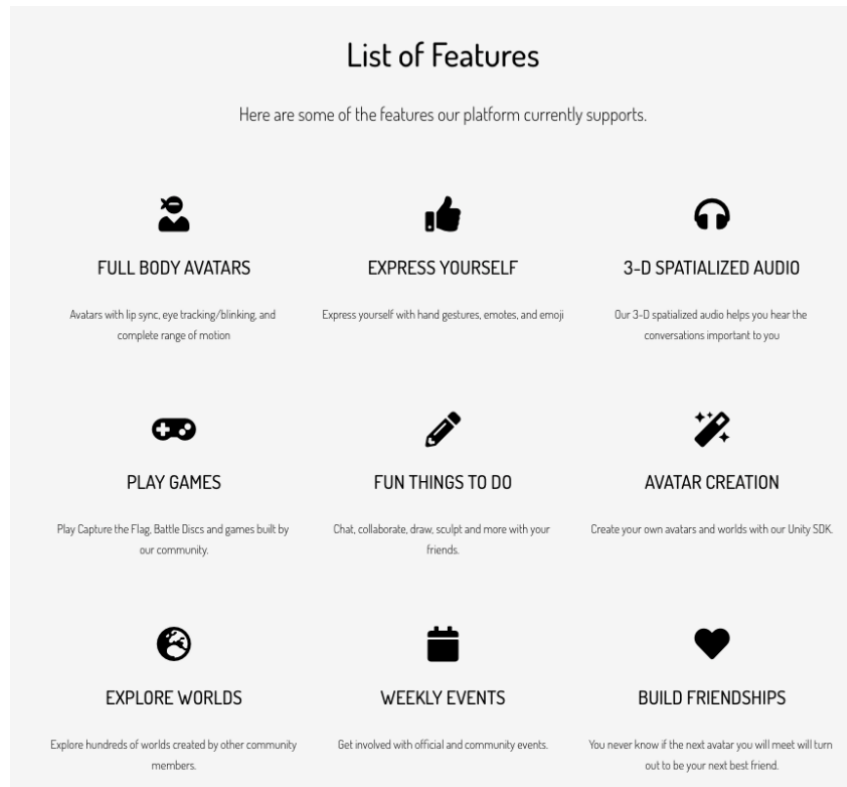 List of Features
Here are some of the features our platform currently supports.
FULL BODY AVATARS
Avatars with lip sync, eye tracking/blinking, and
complete range of motion
EXPRESS YOURSELF
Express yourself with hand gestures, emotes, and emoji
3-D SPATIALIZED AUDIO
Our 3-D spatialized audio helps you hear the
conversations important to you
PLAY GAMES
Play Capture the Flag, Battle Discs and games built by
our community.
FUN THINGS TO DO
Chat, collaborate, draw, sculpt and more with your
friends.
AVATAR CREATION
Create your own avatars and worlds with our Unity SDK.
EXPLORE WORLDS
Explore hundreds of worlds created by other community
members.
WEEKLY EVENTS
Get involved with official and community events.
BUILD FRIENDSHIPS
You never know if the next avatar you will meet will turn
out to be your next best friend.